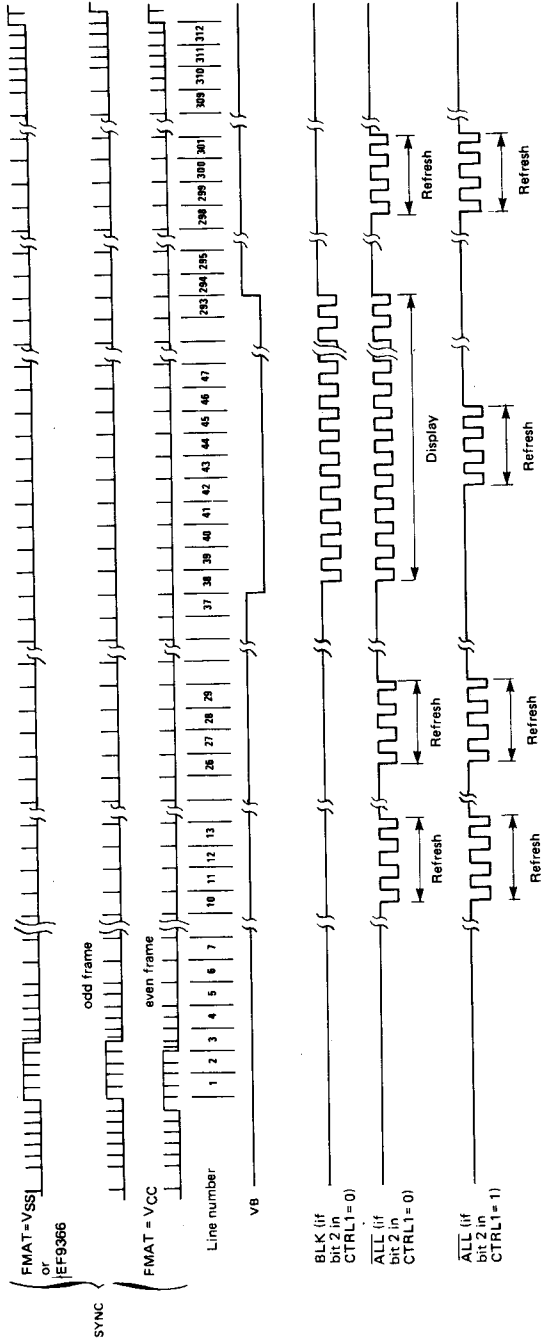 SYNC
FMAT = VSS
or
EF9366
FMAT = VCC
odd frame
even frame
Line number
1 2 3 4 5 6 7 10 11 12 13 26 27 28 29 37 38 39 40 41 42 43 44 45 46 47 293 294 295 298 299 300 301 309 310 311 312
VB
BLK (if
bit 2 in
CTRL1 = 0)
ALL (if
bit 2 in
CTRL1 = 0)
Refresh
Refresh
Display
Refresh
ALL (if
bit 2 in
CTRL1 = 1)
Refresh
Refresh
Refresh
Refresh